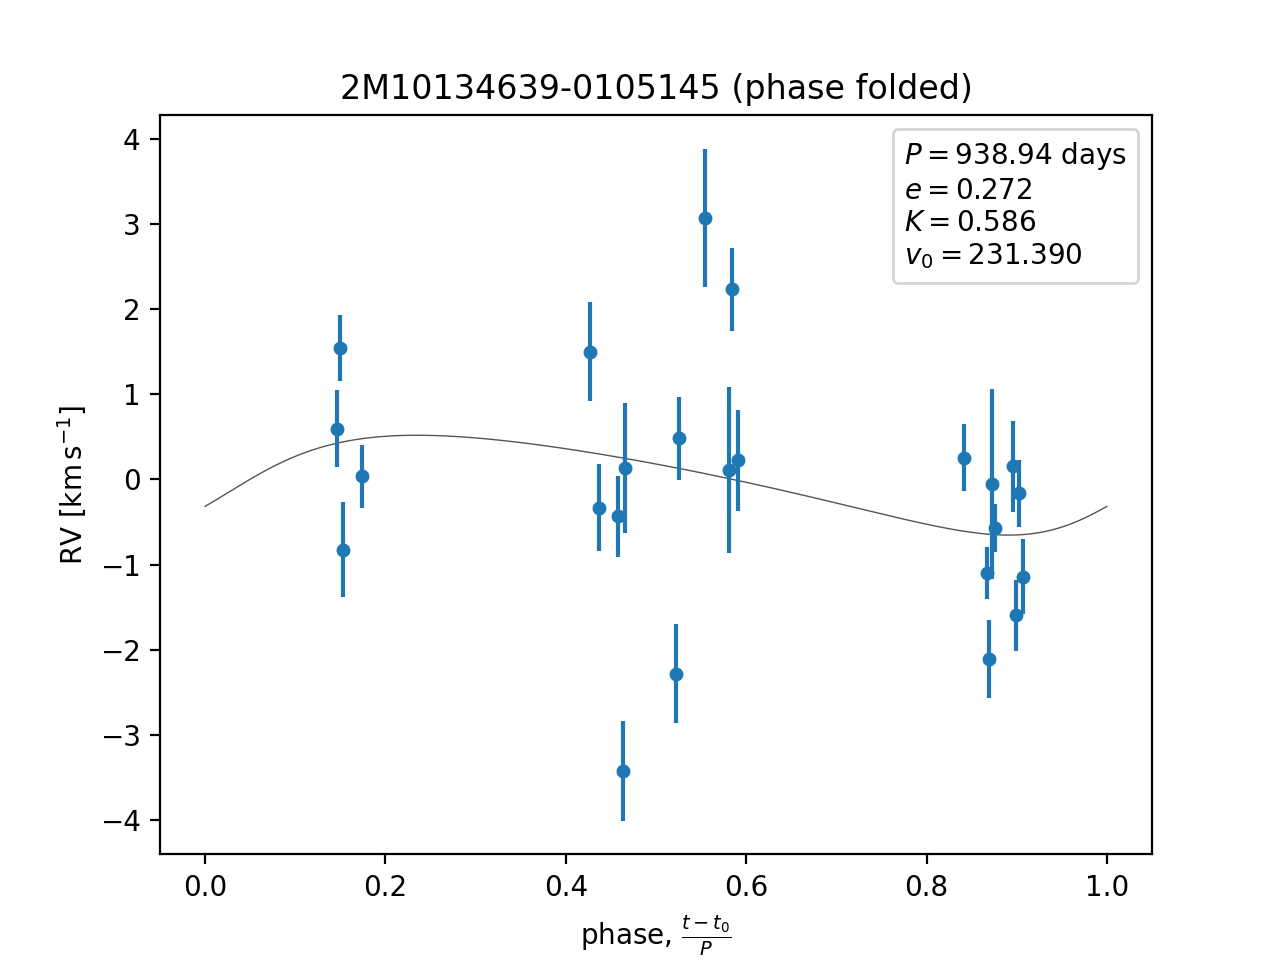 2M10134639-0105145 (phase folded)
P = 938.94 days
e = 0.272
K = 0.586
v₀ = 231.390
4
3
2
1
0
−1
−2
−3
−4
RV [km s⁻¹]
0.0 0.2 0.4 0.6 0.8 1.0
phase, (t − t₀)/P